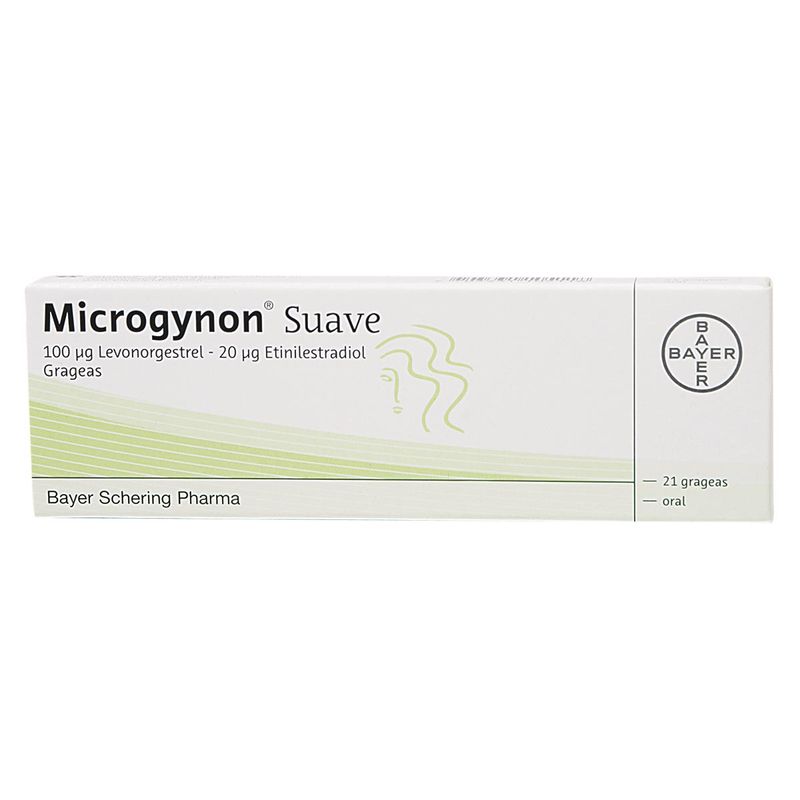 Microgynon® Suave
100 µg Levonorgestrel - 20 µg Etinilestradiol
Grageas
BAYER
BAYER
21 grageas
oral
Bayer Schering Pharma